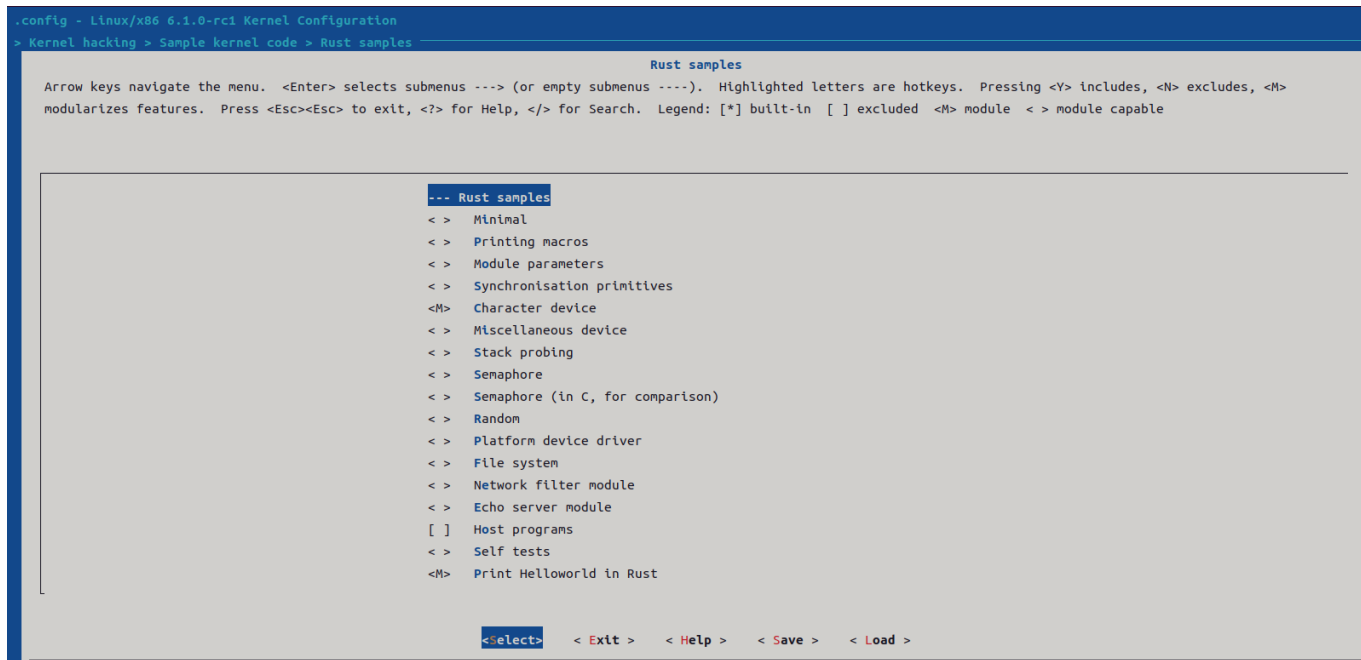 .config - Linux/x86 6.1.0-rc1 Kernel Configuration
> Kernel hacking > Sample kernel code > Rust samples
Rust samples
Arrow keys navigate the menu.  <Enter> selects submenus ---> (or empty submenus ----).  Highlighted letters are hotkeys.  Pressing <Y> includes, <N> excludes, <M>
modularizes features.  Press <Esc><Esc> to exit, <?> for Help, </> for Search.  Legend: [*] built-in  [ ] excluded  <M> module  < > module capable
--- Rust samples
< >   Minimal
< >   Printing macros
< >   Module parameters
< >   Synchronisation primitives
<M>   Character device
< >   Miscellaneous device
< >   Stack probing
< >   Semaphore
< >   Semaphore (in C, for comparison)
< >   Random
< >   Platform device driver
< >   File system
< >   Network filter module
< >   Echo server module
[ ]   Host programs
< >   Self tests
<M>   Print Helloworld in Rust
<Select>    < Exit >    < Help >    < Save >    < Load >